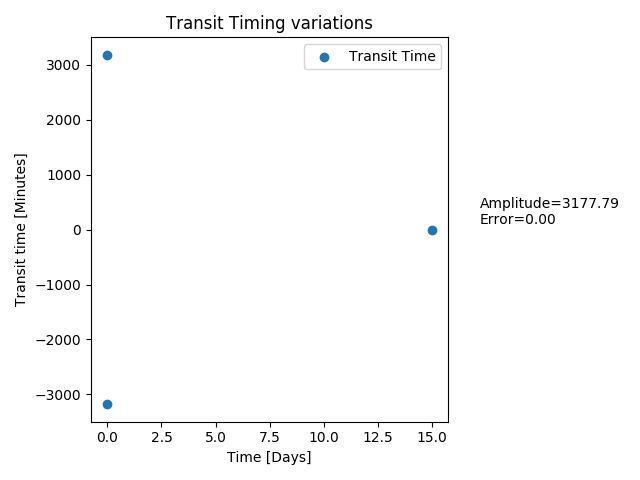 Transit Timing variations
Transit Time
3000
2000
1000
0
−1000
−2000
−3000
Transit time [Minutes]
Amplitude=3177.79
Error=0.00
0.0 2.5 5.0 7.5 10.0 12.5 15.0
Time [Days]